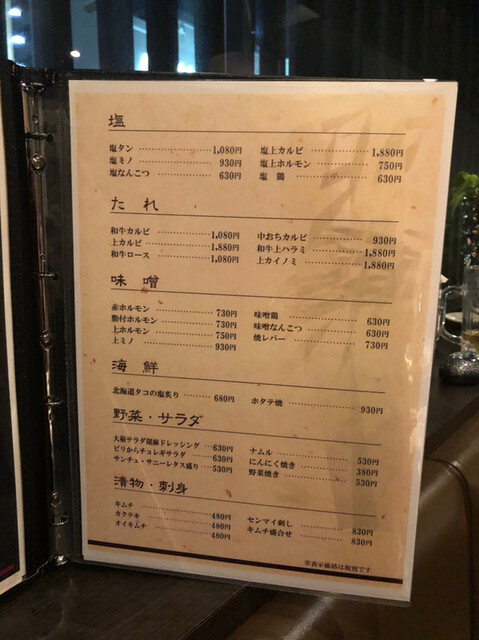 塩
塩タン 1,080円 塩上カルビ 1,880円
塩ミノ 930円 塩上ホルモン 750円
塩なんこつ 630円 塩 鶏 630円
たれ
和牛カルビ 1,080円 中おちカルビ 930円
上カルビ 1,880円 和牛上ハラミ 1,880円
和牛ロース 1,080円 上カイノミ 1,880円
味噌
赤ホルモン 730円 味噌鶏 630円
脂付ホルモン 730円 味噌なんこつ 630円
上ホルモン 750円 焼レバー 730円
上ミノ 930円
海鮮
北海道タコの塩炙り 680円 ホタテ焼 930円
野菜・サラダ
大根サラダ胡麻ドレッシング 630円 ナムル 530円
ピリからチョレギサラダ 630円 にんにく焼き 380円
サンチュ・サニーレタス盛り 530円 野菜焼き 530円
漬物・刺身
キムチ 480円 センマイ刺し 830円
カクテキ 480円 キムチ盛合せ 830円
オイキムチ 480円
※表示価格は税別です